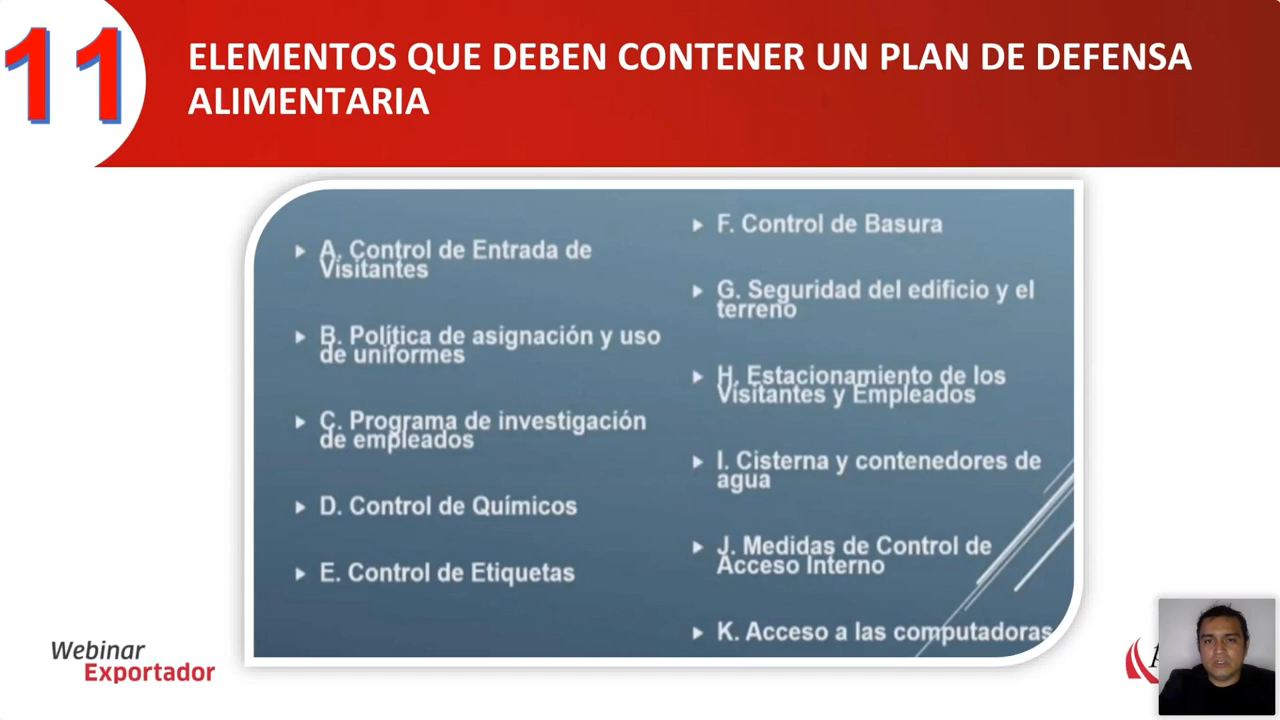 11
ELEMENTOS QUE DEBEN CONTENER UN PLAN DE DEFENSA
ALIMENTARIA
A. Control de Entrada de
Visitantes
B. Política de asignación y uso
de uniformes
C. Programa de investigación
de empleados
D. Control de Químicos
E. Control de Etiquetas
F. Control de Basura
G. Seguridad del edificio y el
terreno
H. Estacionamiento de los
Visitantes y Empleados
I. Cisterna y contenedores de
agua
J. Medidas de Control de
Acceso Interno
K. Acceso a las computadoras
Webinar
Exportador